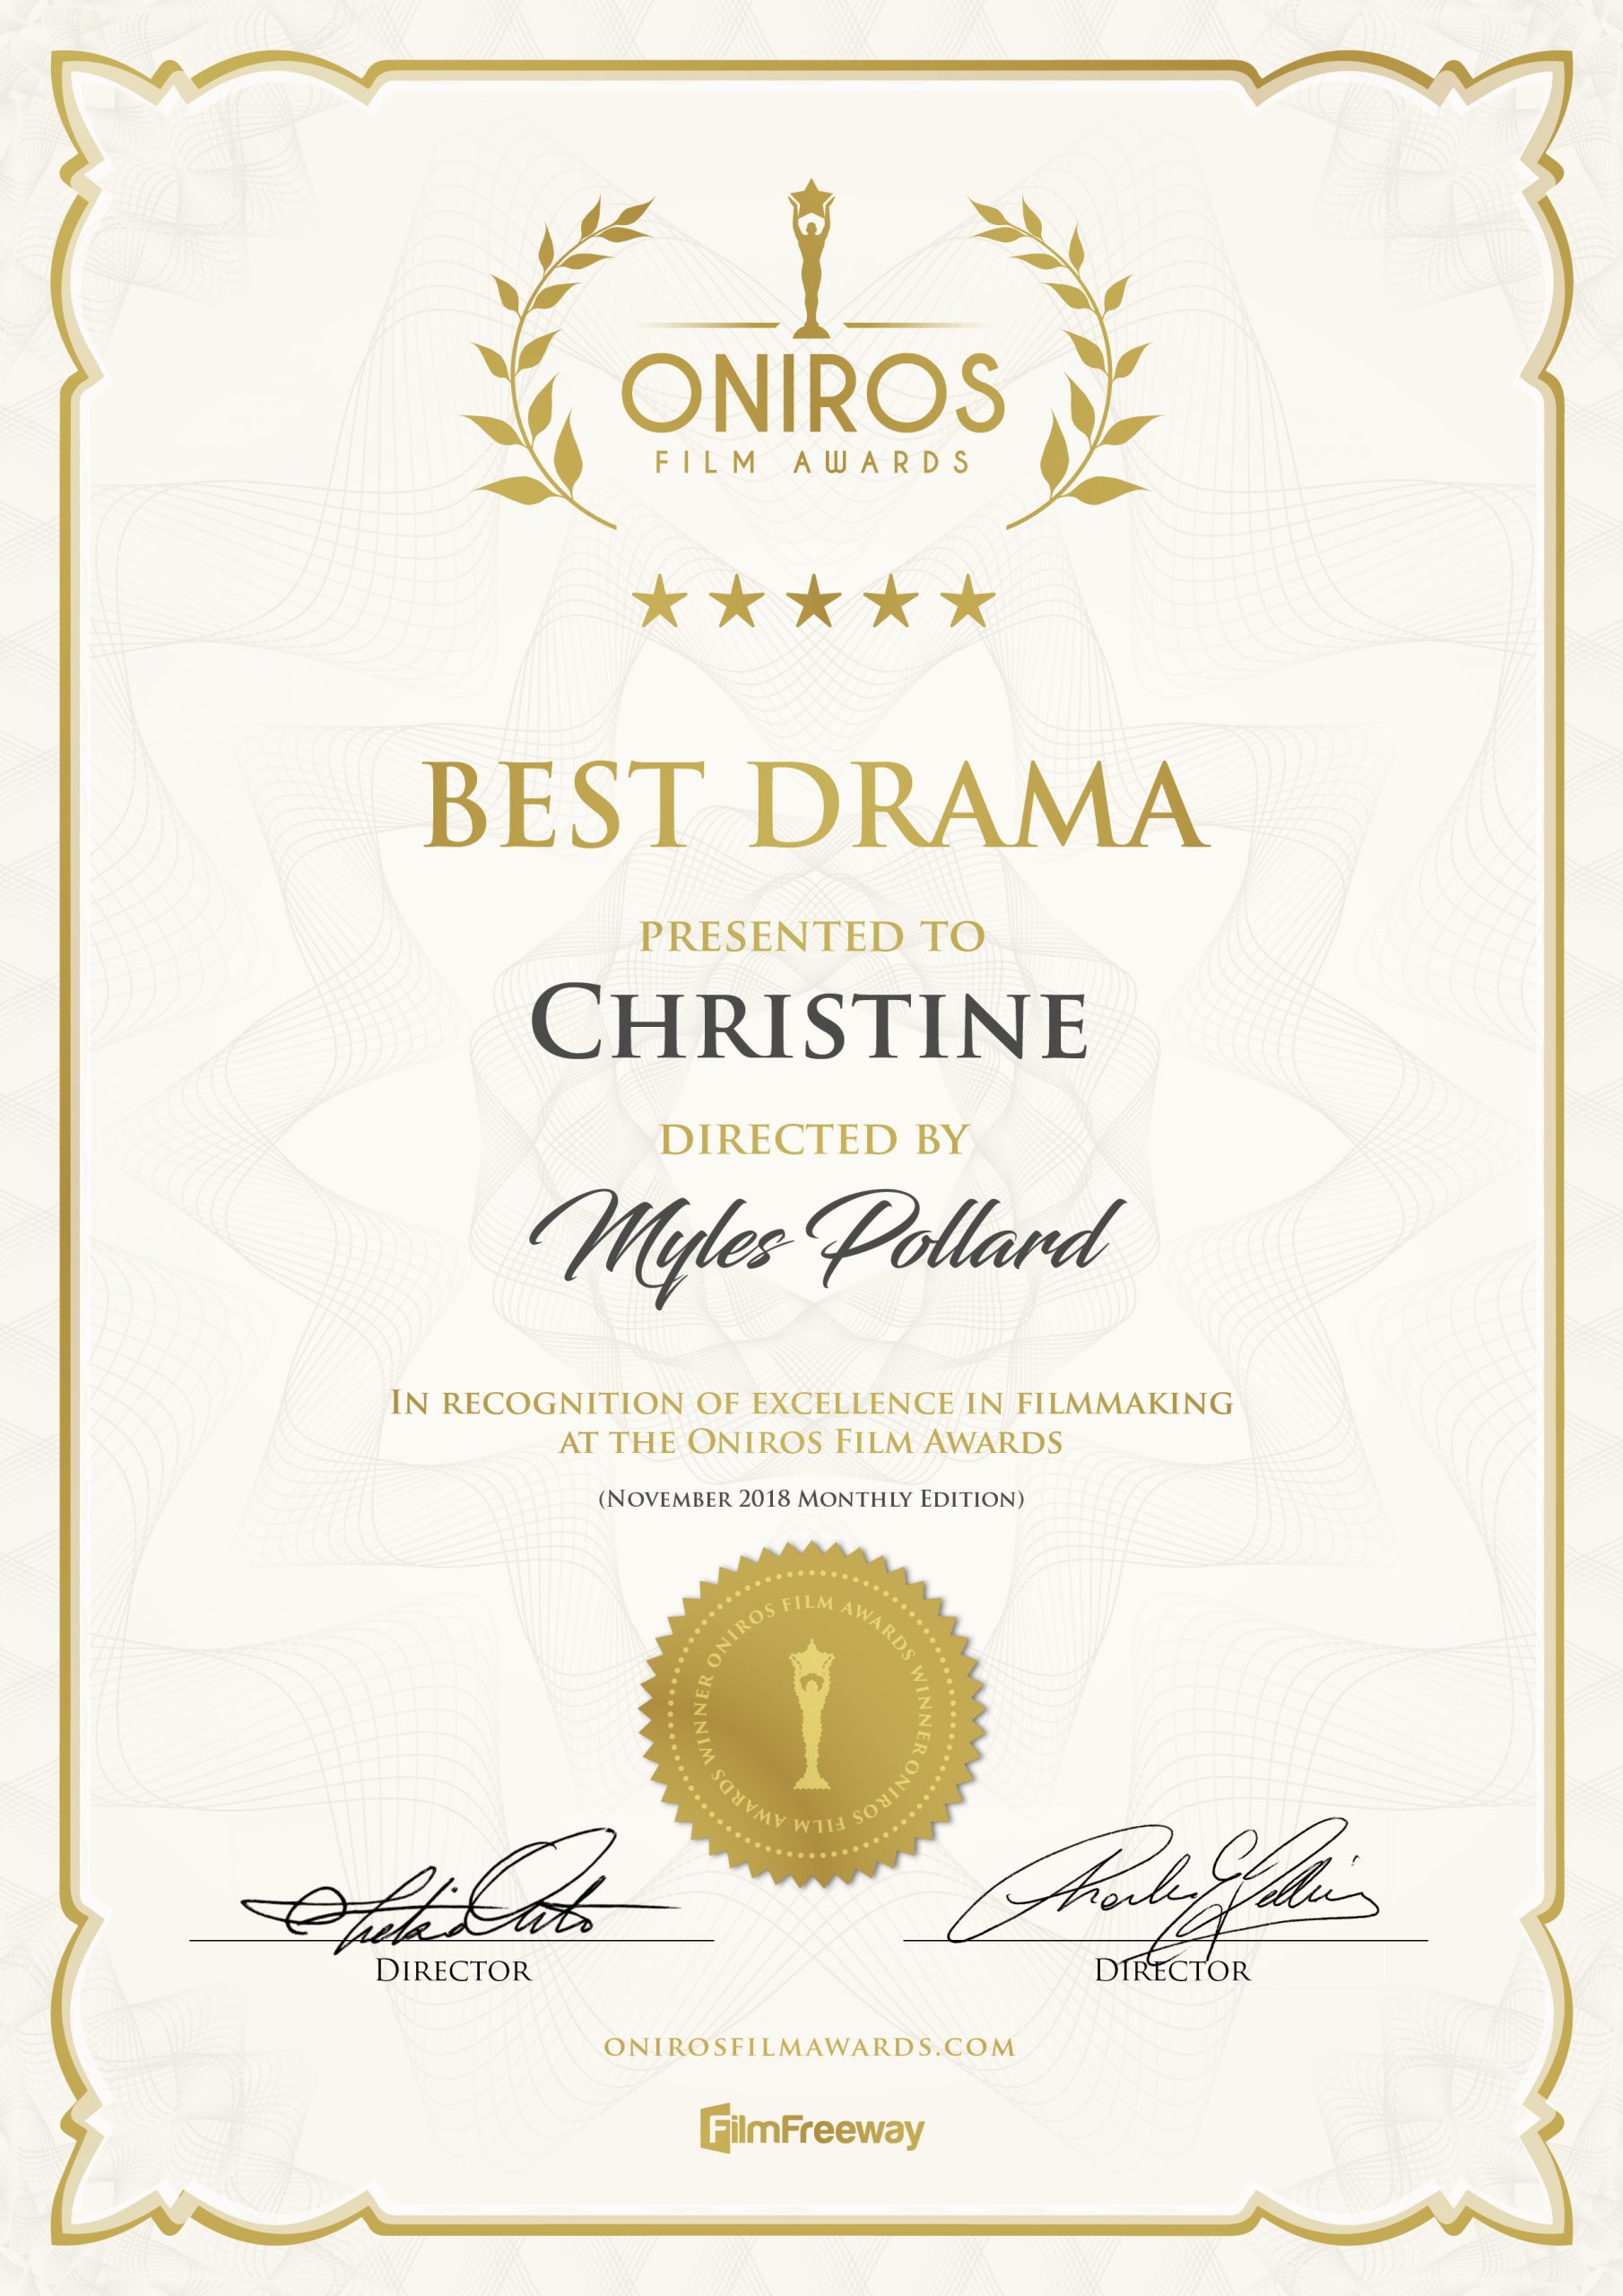 ONIROS
FILM AWARDS
BEST DRAMA
PRESENTED TO
CHRISTINE
DIRECTED BY
Myles Pollard
IN RECOGNITION OF EXCELLENCE IN FILMMAKING
AT THE ONIROS FILM AWARDS
(NOVEMBER 2018 MONTHLY EDITION)
ONIROS FILM AWARDS WINNER ONIROS FILM AWARDS WINNER
DIRECTOR
DIRECTOR
ONIROSFILMAWARDS.COM
FilmFreeway